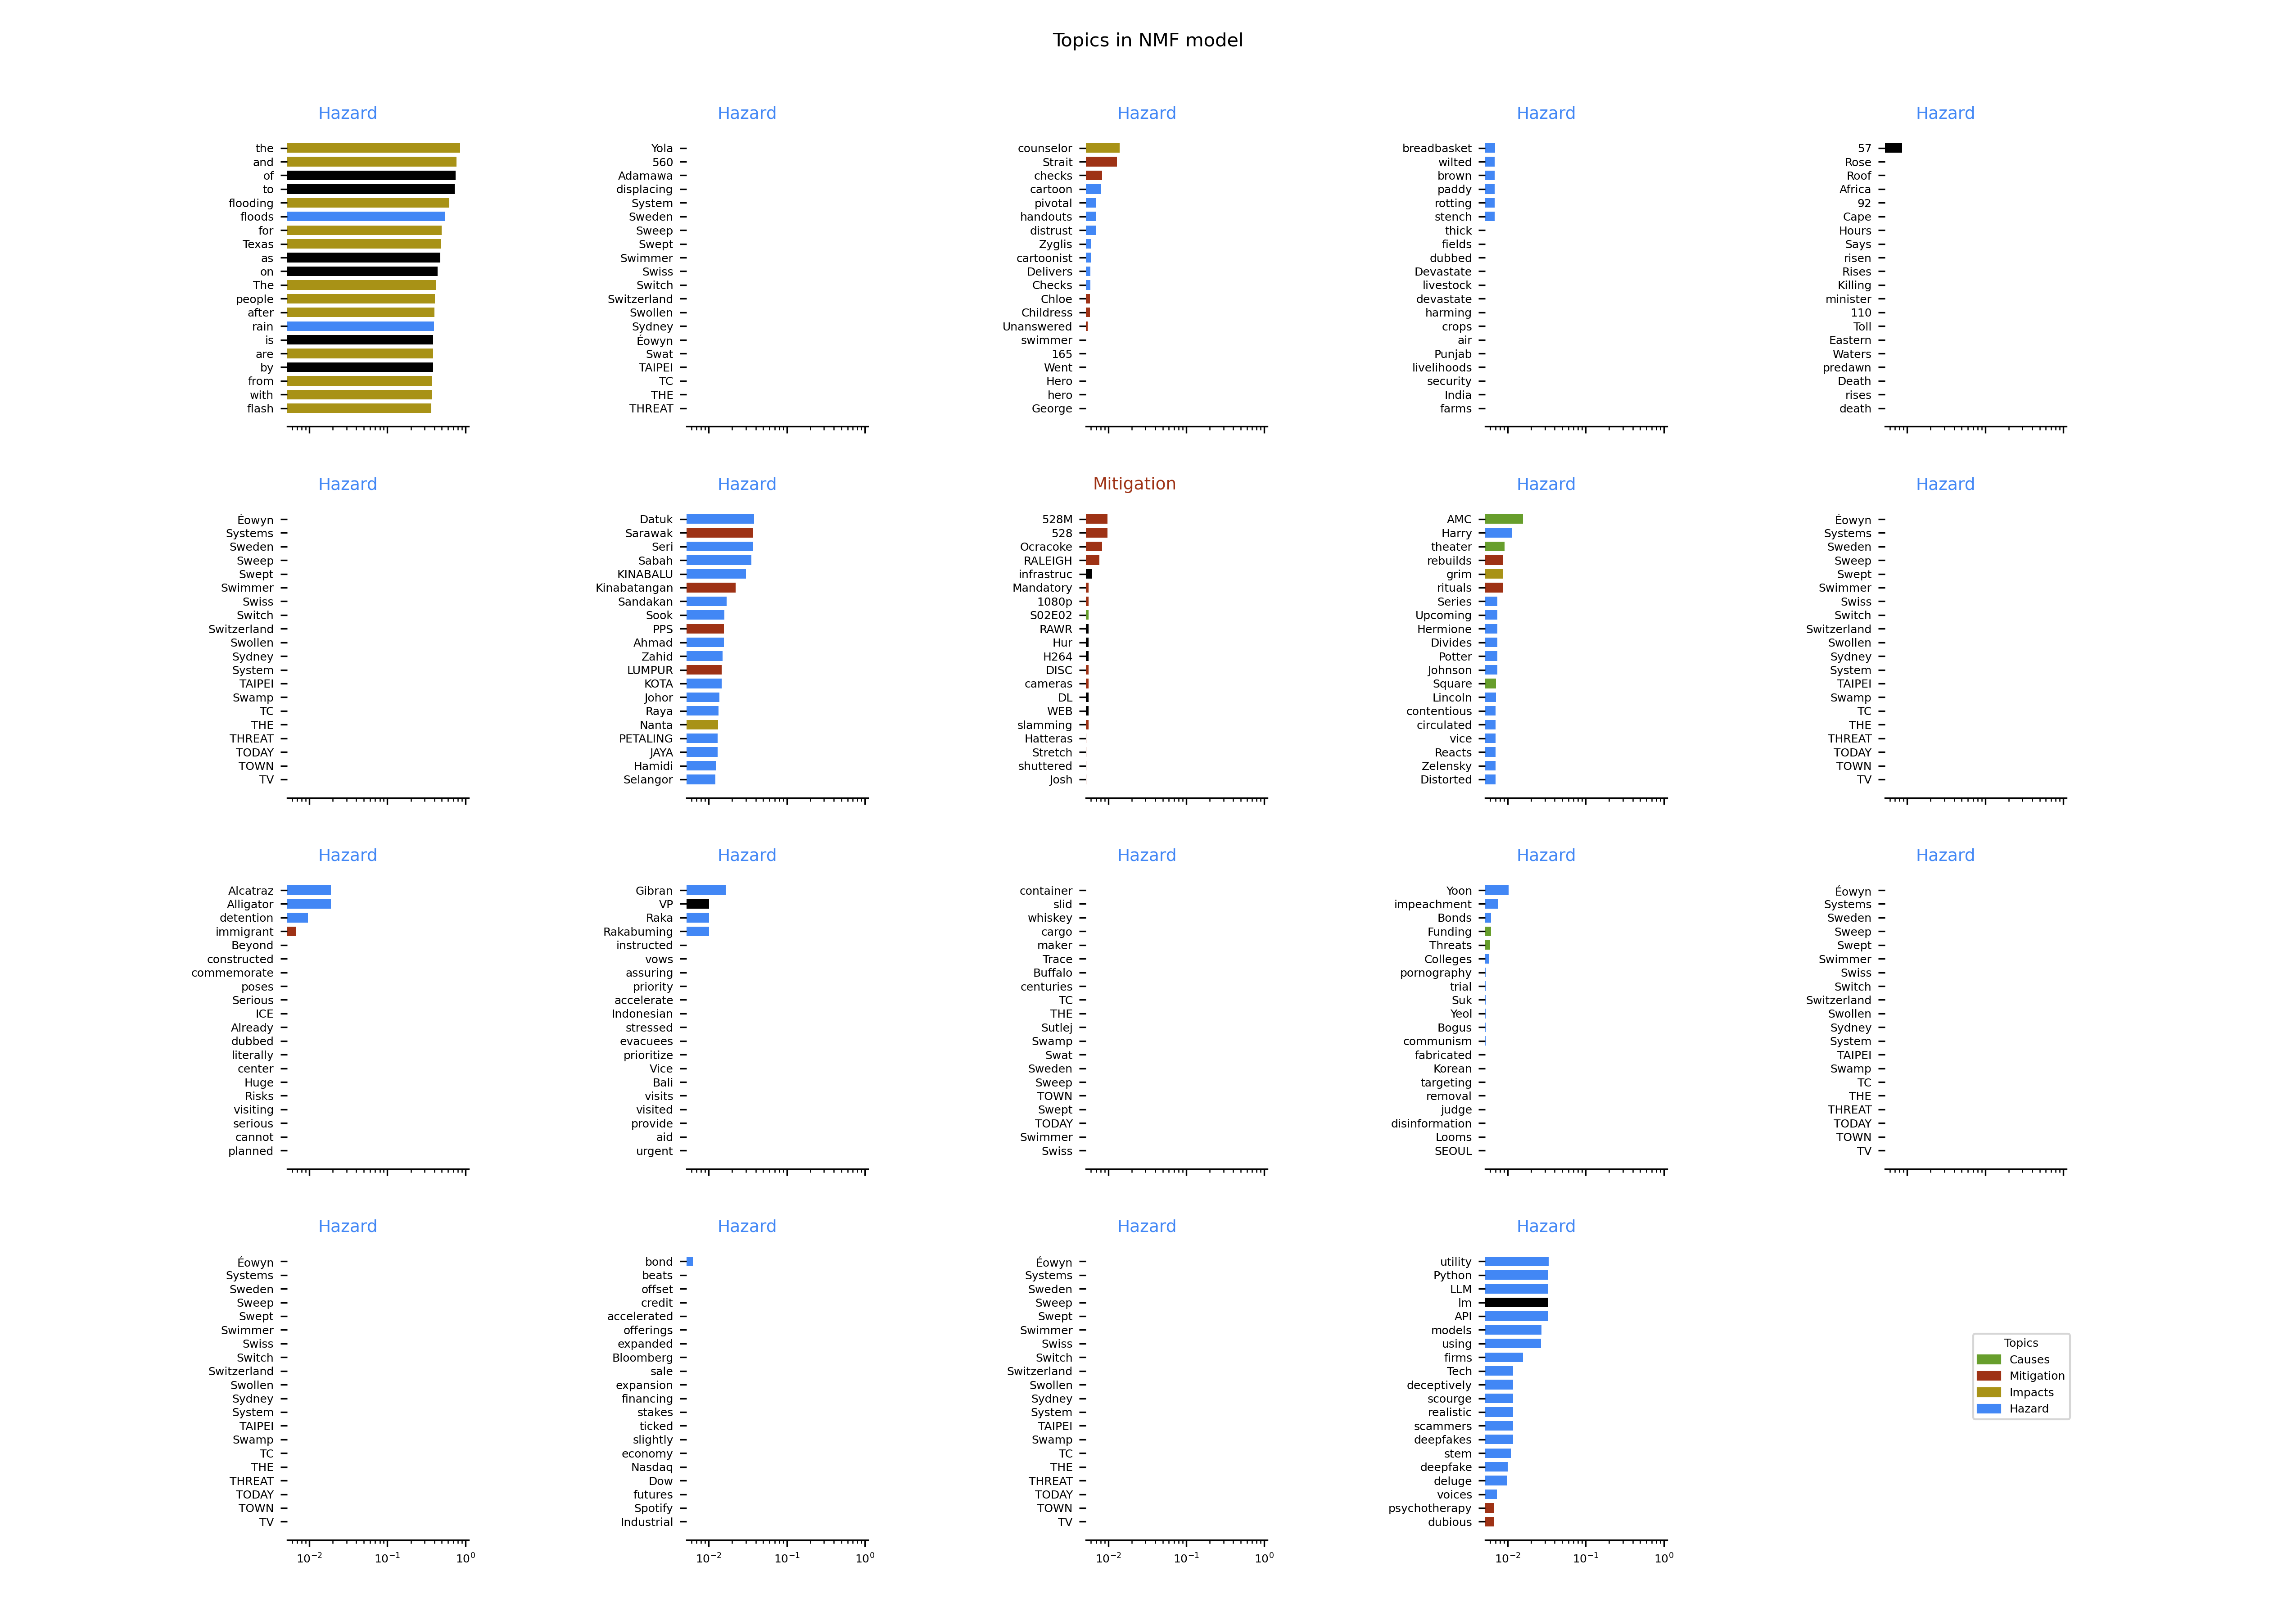 Topics in NMF model
Hazard
the
and
of
to
flooding
floods
for
Texas
as
on
The
people
after
rain
is
are
by
from
with
flash
Hazard
Yola
560
Adamawa
displacing
System
Sweden
Sweep
Swept
Swimmer
Swiss
Switch
Switzerland
Swollen
Sydney
Éowyn
Swat
TAIPEI
TC
THE
THREAT
Hazard
counselor
Strait
checks
cartoon
pivotal
handouts
distrust
Zyglis
cartoonist
Delivers
Checks
Chloe
Childress
Unanswered
swimmer
165
Went
Hero
hero
George
Hazard
breadbasket
wilted
brown
paddy
rotting
stench
thick
fields
dubbed
Devastate
livestock
devastate
harming
crops
air
Punjab
livelihoods
security
India
farms
Hazard
57
Rose
Roof
Africa
92
Cape
Hours
Says
risen
Rises
Killing
minister
110
Toll
Eastern
Waters
predawn
Death
rises
death
Hazard
Éowyn
Systems
Sweden
Sweep
Swept
Swimmer
Swiss
Switch
Switzerland
Swollen
Sydney
System
TAIPEI
Swamp
TC
THE
THREAT
TODAY
TOWN
TV
Hazard
Datuk
Sarawak
Seri
Sabah
KINABALU
Kinabatangan
Sandakan
Sook
PPS
Ahmad
Zahid
LUMPUR
KOTA
Johor
Raya
Nanta
PETALING
JAYA
Hamidi
Selangor
Mitigation
528M
528
Ocracoke
RALEIGH
infrastruc
Mandatory
1080p
S02E02
RAWR
Hur
H264
DISC
cameras
DL
WEB
slamming
Hatteras
Stretch
shuttered
Josh
Hazard
AMC
Harry
theater
rebuilds
grim
rituals
Series
Upcoming
Hermione
Divides
Potter
Johnson
Square
Lincoln
contentious
circulated
vice
Reacts
Zelensky
Distorted
Hazard
Éowyn
Systems
Sweden
Sweep
Swept
Swimmer
Swiss
Switch
Switzerland
Swollen
Sydney
System
TAIPEI
Swamp
TC
THE
THREAT
TODAY
TOWN
TV
Hazard
Alcatraz
Alligator
detention
immigrant
Beyond
constructed
commemorate
poses
Serious
ICE
Already
dubbed
literally
center
Huge
Risks
visiting
serious
cannot
planned
Hazard
Gibran
VP
Raka
Rakabuming
instructed
vows
assuring
priority
accelerate
Indonesian
stressed
evacuees
prioritize
Vice
Bali
visits
visited
provide
aid
urgent
Hazard
container
slid
whiskey
cargo
maker
Trace
Buffalo
centuries
TC
THE
Sutlej
Swamp
Swat
Sweden
Sweep
TOWN
Swept
TODAY
Swimmer
Swiss
Hazard
Yoon
impeachment
Bonds
Funding
Threats
Colleges
pornography
trial
Suk
Yeol
Bogus
communism
fabricated
Korean
targeting
removal
judge
disinformation
Looms
SEOUL
Hazard
Éowyn
Systems
Sweden
Sweep
Swept
Swimmer
Swiss
Switch
Switzerland
Swollen
Sydney
System
TAIPEI
Swamp
TC
THE
THREAT
TODAY
TOWN
TV
Hazard
Éowyn
Systems
Sweden
Sweep
Swept
Swimmer
Swiss
Switch
Switzerland
Swollen
Sydney
System
TAIPEI
Swamp
TC
THE
THREAT
TODAY
TOWN
TV
10⁻² 10⁻¹ 10⁰
Hazard
bond
beats
offset
credit
accelerated
offerings
expanded
Bloomberg
sale
expansion
financing
stakes
ticked
slightly
economy
Nasdaq
Dow
futures
Spotify
Industrial
10⁻² 10⁻¹ 10⁰
Hazard
Éowyn
Systems
Sweden
Sweep
Swept
Swimmer
Swiss
Switch
Switzerland
Swollen
Sydney
System
TAIPEI
Swamp
TC
THE
THREAT
TODAY
TOWN
TV
10⁻² 10⁻¹ 10⁰
Hazard
utility
Python
LLM
lm
API
models
using
firms
Tech
deceptively
scourge
realistic
scammers
deepfakes
stem
deepfake
deluge
voices
psychotherapy
dubious
10⁻² 10⁻¹ 10⁰
Topics
Causes
Mitigation
Impacts
Hazard